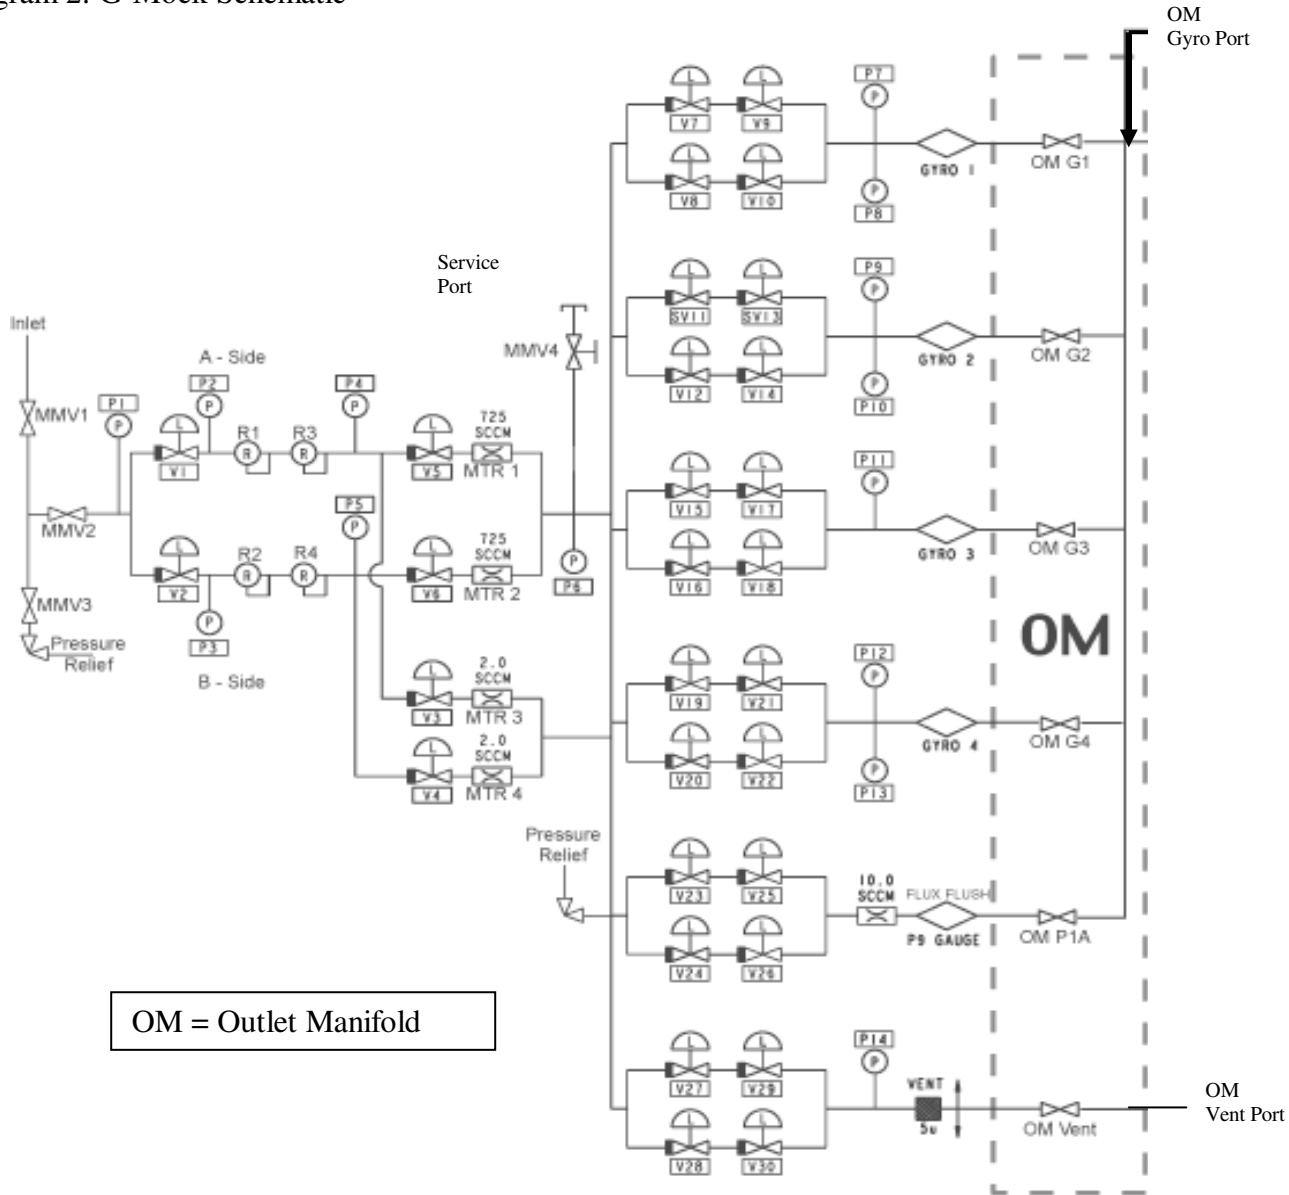 gram 2. G-Mock Schematic
OM
Gyro Port
P7
L
L
P
V7
V9
OM G1
GYRO 1
L
L
P
V8
V10
P8
Service
Port
P9
L
L
P
SV11
SV13
Inlet
MMV4
OM G2
GYRO 2
A - Side
L
L
P
V12
V14
P10
P2
P4
MMV1
P1
P
P
725
SCCM
P
L
R1
R3
L
P11
R
R
L
L
P
V1
V5
MTR 1
V15
V17
P5
MMV2
P
OM G3
GYRO 3
725
SCCM
L
R2
R4
L
L
L
R
R
P
V2
V6
MTR 2
P6
V16
V18
MMV3
P
P3
Pressure
Relief
OM
B - Side
2.0
SCCM
P12
L
L
L
P
V3
MTR 3
V19
V21
2.0
SCCM
OM G4
GYRO 4
L
L
L
P
V4
MTR 4
V20
V22
P13
Pressure
Relief
L
L
10.0
SCCM
FLUX FLUSH
V23
V25
P9 GAUGE
OM P1A
L
L
V24
V26
OM = Outlet Manifold
P14
L
L
P
V27
V29
VENT
OM
Vent Port
5u
OM Vent
L
L
V28
V30